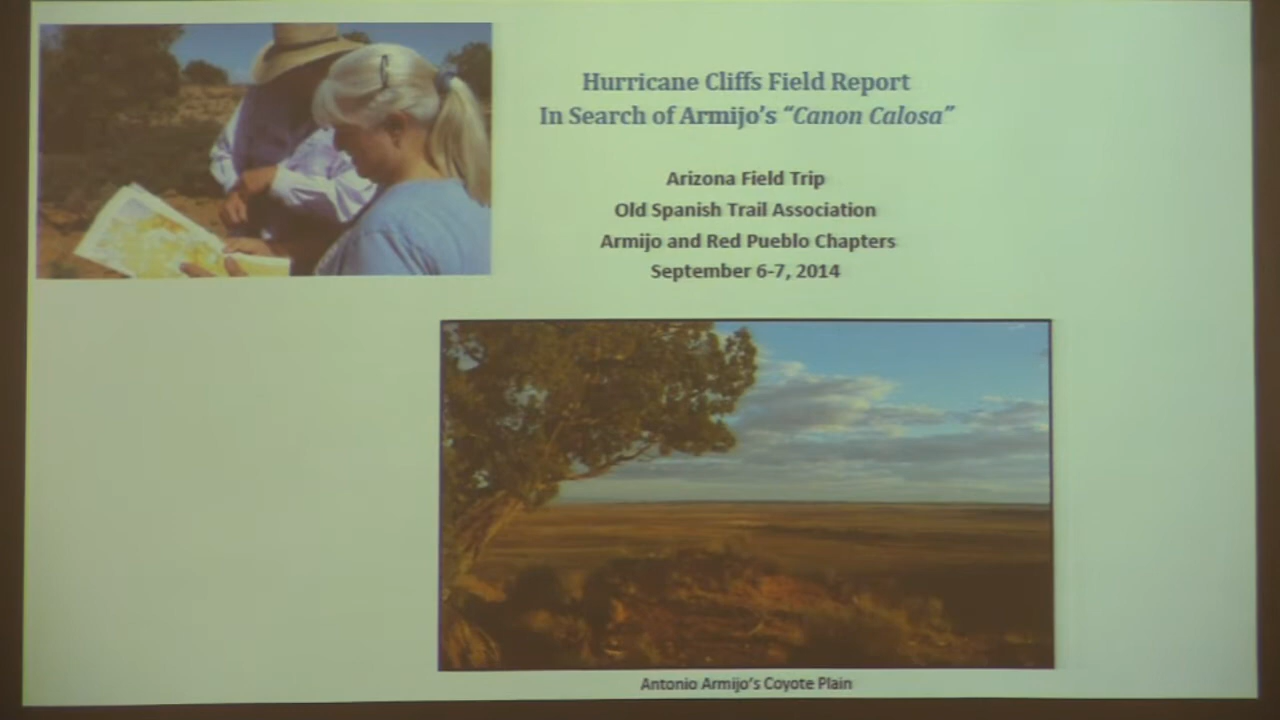 Hurricane Cliffs Field Report
In Search of Armijo's "Canon Calosa"
Arizona Field Trip
Old Spanish Trail Association
Armijo and Red Pueblo Chapters
September 6-7, 2014
Antonio Armijo's Coyote Plain